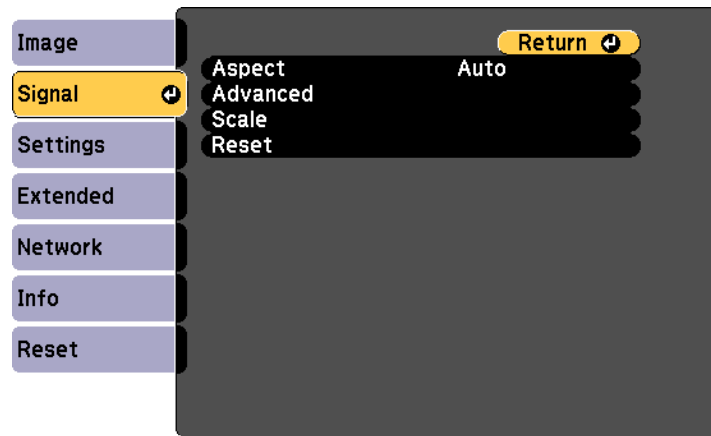 Image
Signal
Settings
Extended
Network
Info
Reset
Return
Aspect Auto
Advanced
Scale
Reset